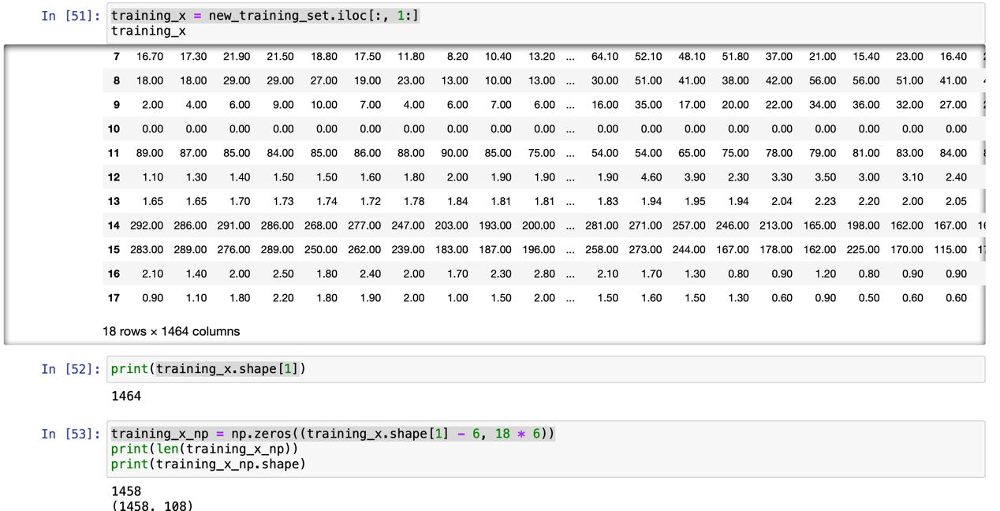 In [51]: training_x = new_training_set.iloc[:, 1:]
training_x
7 16.70 17.30 21.90 21.50 18.80 17.50 11.80 8.20 10.40 13.20 ... 64.10 52.10 48.10 51.80 37.00 21.00 15.40 23.00 16.40
8 18.00 18.00 29.00 29.00 27.00 19.00 23.00 13.00 10.00 13.00 ... 30.00 51.00 41.00 38.00 42.00 56.00 56.00 51.00 41.00
9 2.00 4.00 6.00 9.00 10.00 7.00 4.00 6.00 7.00 6.00 ... 16.00 35.00 17.00 20.00 22.00 34.00 36.00 32.00 27.00
10 0.00 0.00 0.00 0.00 0.00 0.00 0.00 0.00 0.00 0.00 ... 0.00 0.00 0.00 0.00 0.00 0.00 0.00 0.00 0.00
11 89.00 87.00 85.00 84.00 85.00 86.00 88.00 90.00 85.00 75.00 ... 54.00 54.00 65.00 75.00 78.00 79.00 81.00 83.00 84.00
12 1.10 1.30 1.40 1.50 1.50 1.60 1.80 2.00 1.90 1.90 ... 1.90 4.60 3.90 2.30 3.30 3.50 3.00 3.10 2.40
13 1.65 1.65 1.70 1.73 1.74 1.72 1.78 1.84 1.81 1.81 ... 1.83 1.94 1.95 1.94 2.04 2.23 2.20 2.00 2.05
14 292.00 286.00 291.00 286.00 268.00 277.00 247.00 203.00 193.00 200.00 ... 281.00 271.00 257.00 246.00 213.00 165.00 198.00 162.00 167.00
15 283.00 289.00 276.00 289.00 250.00 262.00 239.00 183.00 187.00 196.00 ... 258.00 273.00 244.00 167.00 178.00 162.00 225.00 170.00 115.00
16 2.10 1.40 2.00 2.50 1.80 2.40 2.00 1.70 2.30 2.80 ... 2.10 1.70 1.30 0.80 0.90 1.20 0.80 0.90 0.90
17 0.90 1.10 1.80 2.20 1.80 1.90 2.00 1.00 1.50 2.00 ... 1.50 1.60 1.50 1.30 0.60 0.90 0.50 0.60 0.60
18 rows × 1464 columns
In [52]: print(training_x.shape[1])
1464
In [53]: training_x_np = np.zeros((training_x.shape[1] - 6, 18 * 6))
print(len(training_x_np))
print(training_x_np.shape)
1458
(1458, 108)